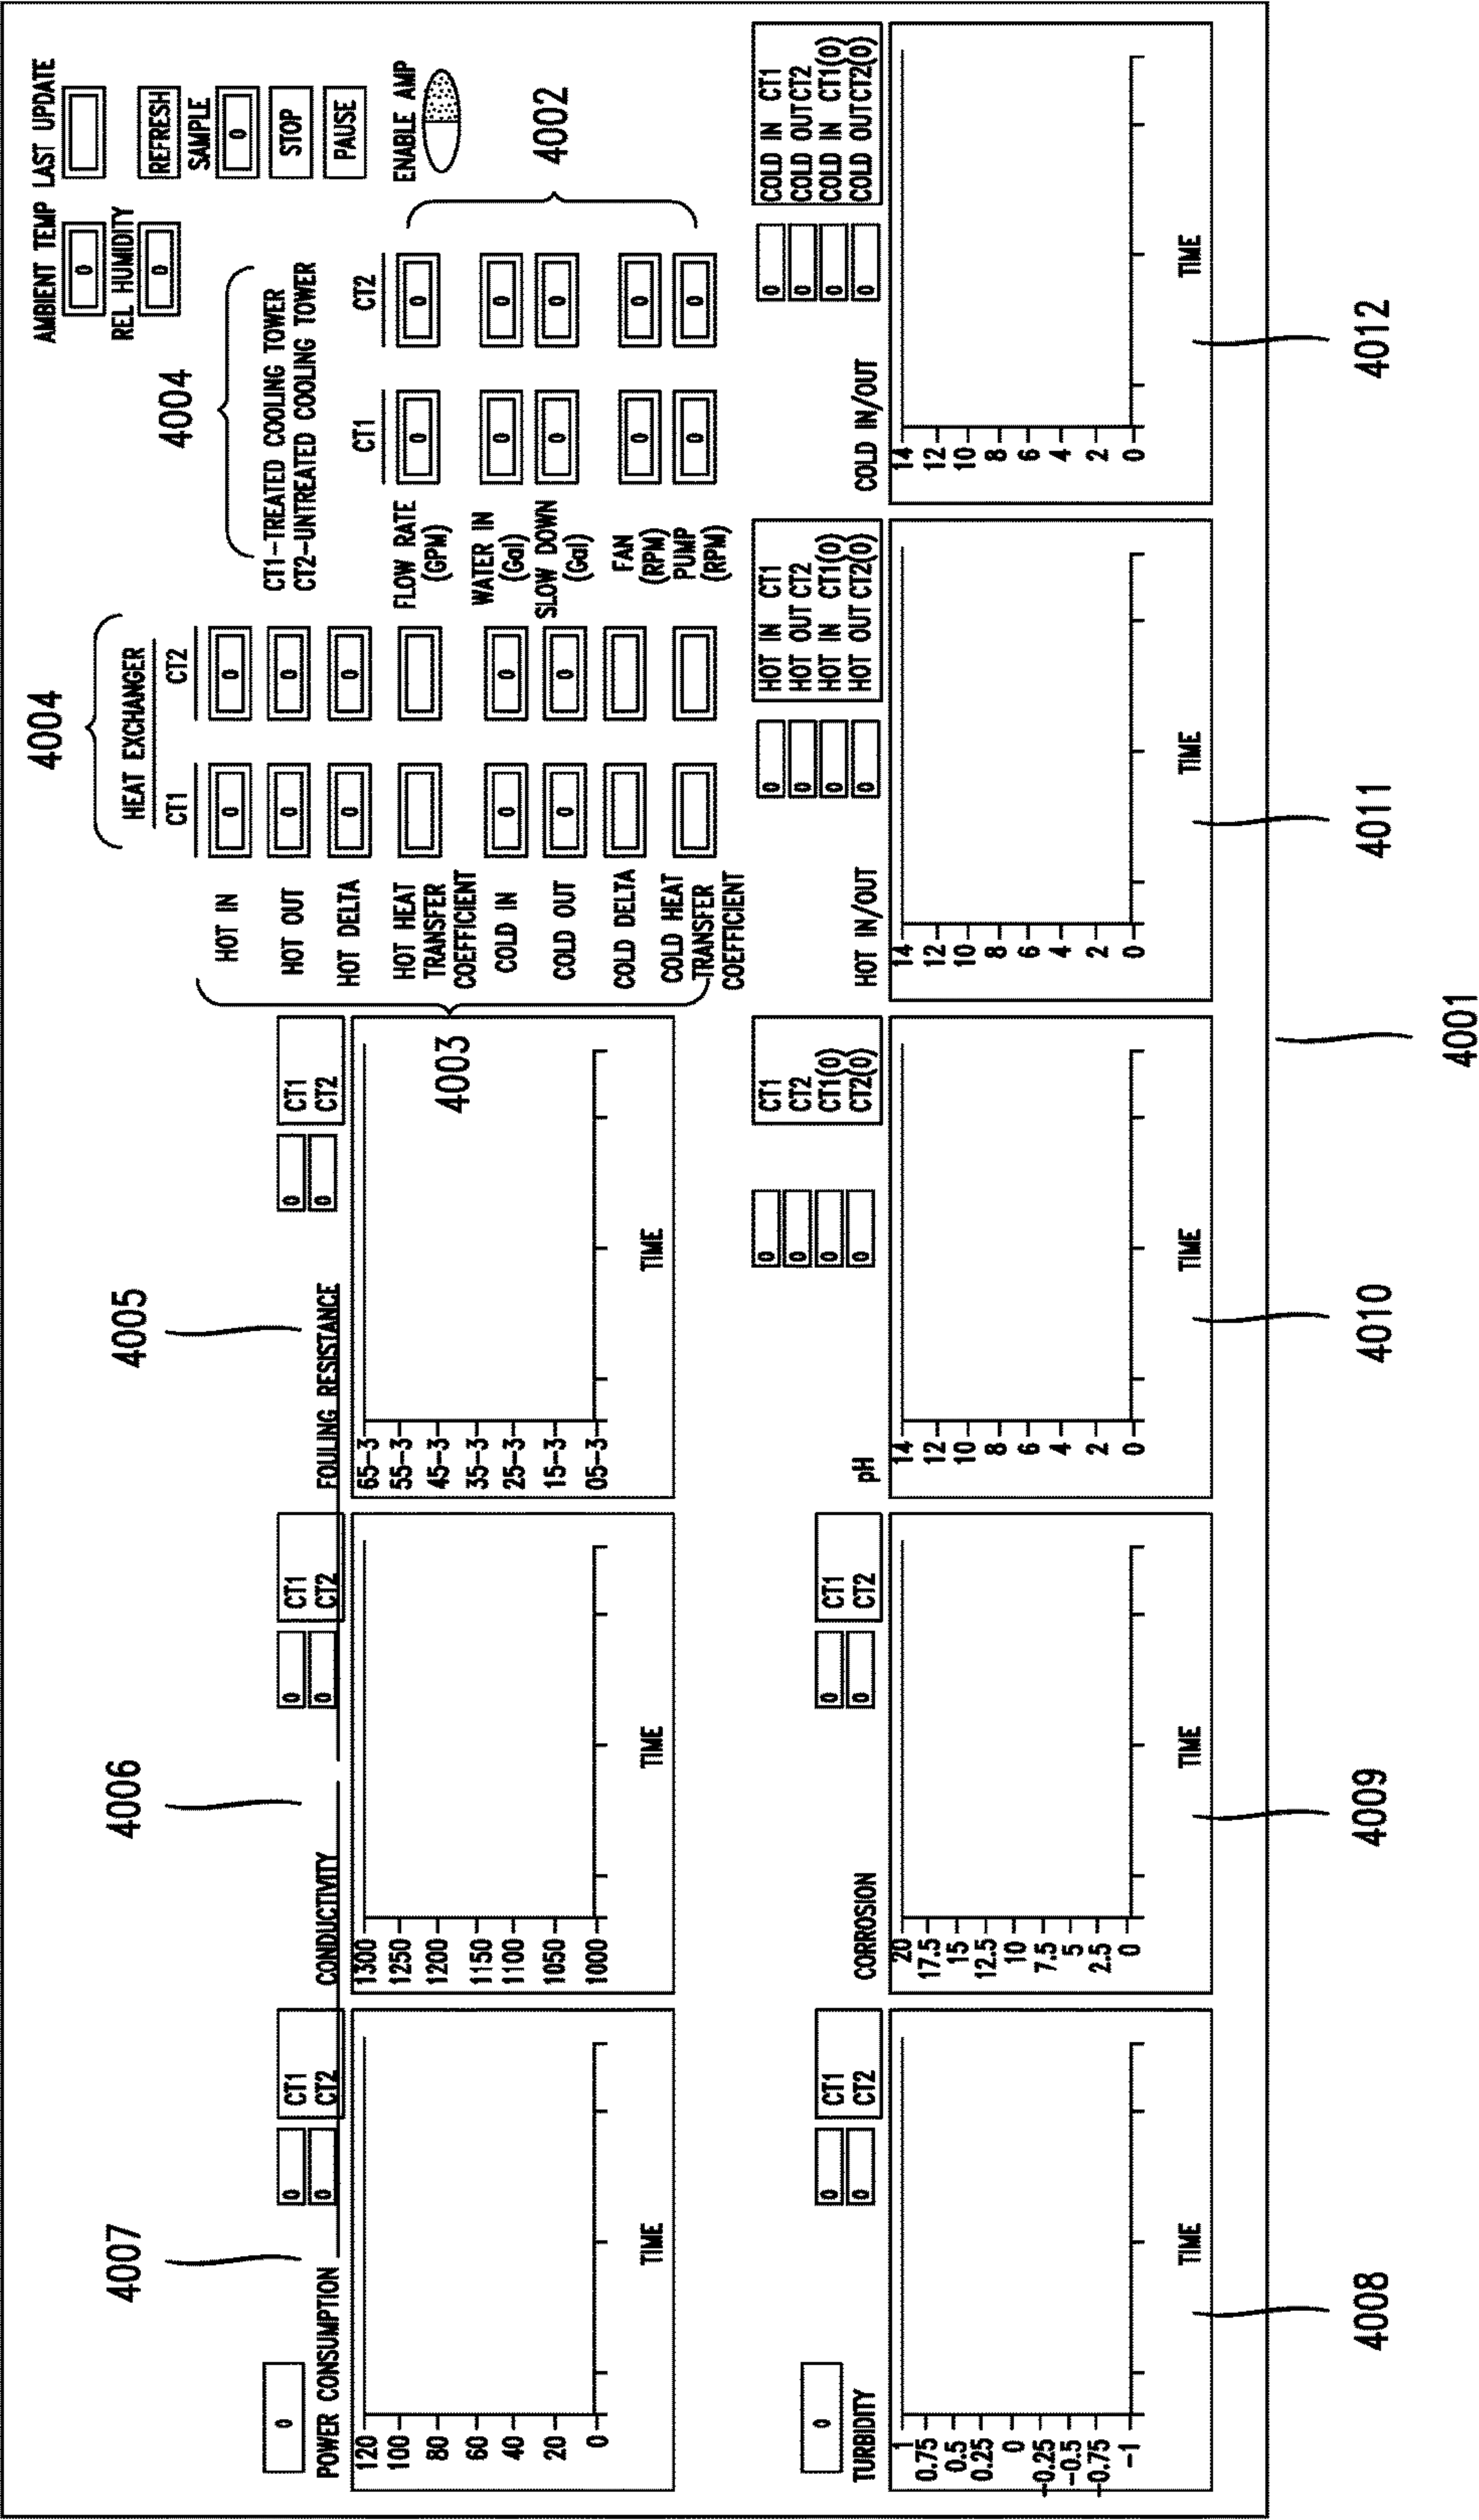 4004
AMBIENT TEMP
0
LAST UPDATE
REL HUMIDITY
0
REFRESH
SAMPLE
0
STOP
PAUSE
ENABLE AMP
4004
CT1-TREATED COOLING TOWER
CT2-UNTREATED COOLING TOWER
HEAT EXCHANGER
CT1 CT2
HOT IN 0 0
HOT OUT 0 0
HOT DELTA 0 0
HOT HEAT
TRANSFER
COEFFICIENT
COLD IN 0 0
COLD OUT 0 0
COLD DELTA
COLD HEAT
TRANSFER
COEFFICIENT
4003
CT1 CT2
FLOW RATE
(GPM)
0 0
WATER IN
(Gal)
0 0
SLOW DOWN
(Gal)
0 0
FAN
(RPM)
0 0
PUMP
(RPM)
0 0
4002
4007
0
POWER CONSUMPTION
0 CT1
0 CT2
120
100
80
60
40
20
0
TIME
4006
CONDUCTIVITY
0 CT1
0 CT2
1300
1250
1200
1150
1100
1050
1000
TIME
4005
FOULING RESISTANCE
0 CT1
0 CT2
65-3
55-3
45-3
35-3
25-3
15-3
05-3
TIME
0
TURBIDITY
0 CT1
0 CT2
1
0.75
0.5
0.25
0
-0.25
-0.5
-0.75
-1
TIME
4008
CORROSION
0 CT1
0 CT2
20
17.5
15
12.5
10
7.5
5
2.5
0
TIME
4009
pH
0 CT1
0 CT2
0 CT1(0)
0 CT2(0)
14
12
10
8
6
4
2
0
TIME
4010
HOT IN/OUT
0 HOT IN CT1
0 HOT OUT CT2
0 HOT IN CT1(0)
0 HOT OUT CT2(0)
14
12
10
8
6
4
2
0
TIME
4011
COLD IN/OUT
0 COLD IN CT1
0 COLD OUT CT2
0 COLD IN CT1(0)
0 COLD OUT CT2(0)
14
12
10
8
6
4
2
0
TIME
4012
4001